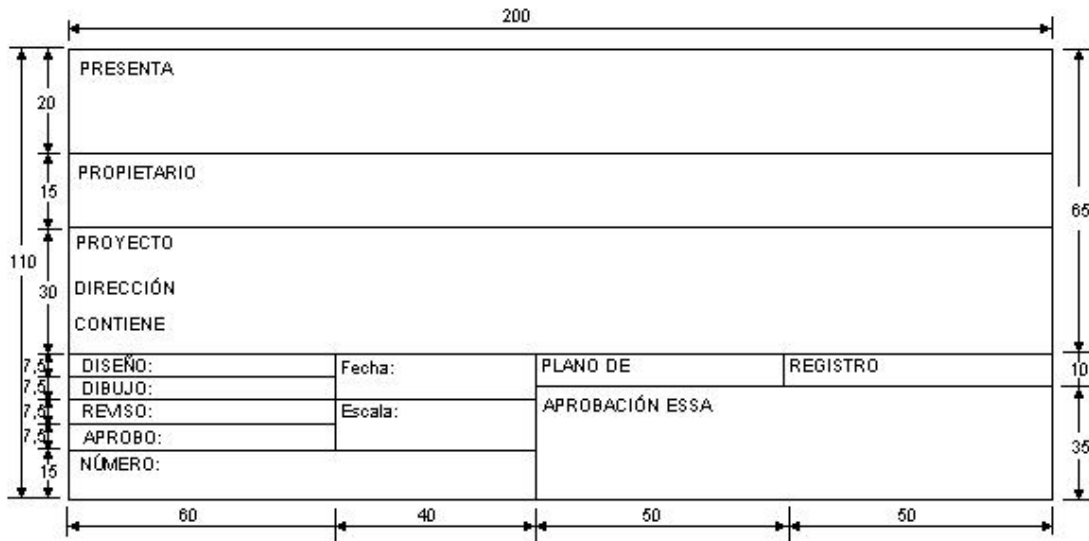 200
PRESENTA
20
PROPIETARIO
15
65
PROYECTO
110
30
DIRECCIÓN
CONTIENE
7,5
DISEÑO:
Fecha:
PLANO DE
REGISTRO
10
7,5
DIBUJO:
7,5
REVISO:
Escala:
APROBACIÓN ESSA
7,5
APROBO:
35
15
NÚMERO:
60
40
50
50